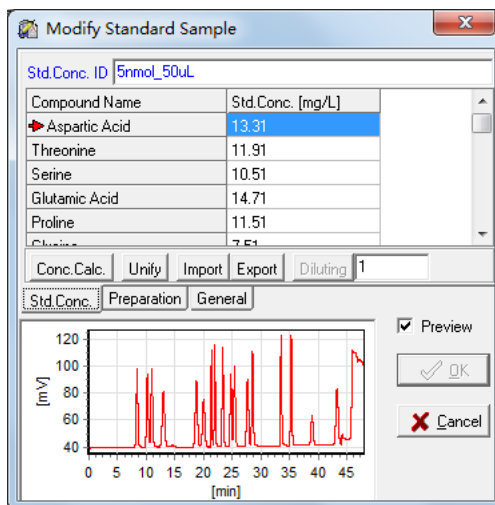 Modify Standard Sample
Std.Conc. ID 5nmol_50uL
Compound Name Std.Conc. [mg/L]
Aspartic Acid 13.31
Threonine 11.91
Serine 10.51
Glutamic Acid 14.71
Proline 11.51
7.51
Conc.Calc. Unify Import Export Diluting 1
Std.Conc. Preparation General
Preview
OK
Cancel
120
100
80
60
40
[mV]
0 5 10 15 20 25 30 35 40 45
[min]